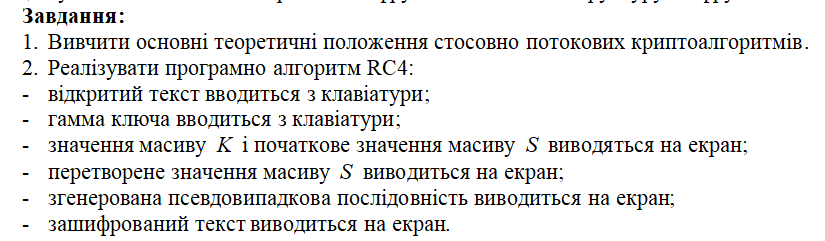 Завдання:
1. Вивчити основні теоретичні положення стосовно потокових криптоалгоритмів.
2. Реалізувати програмно алгоритм RC4:
- відкритий текст вводиться з клавіатури;
- гамма ключа вводиться з клавіатури;
- значення масиву K і початкове значення масиву S виводяться на екран;
- перетворене значення масиву S виводиться на екран;
- згенерована псевдовипадкова послідовність виводиться на екран;
- зашифрований текст виводиться на екран.